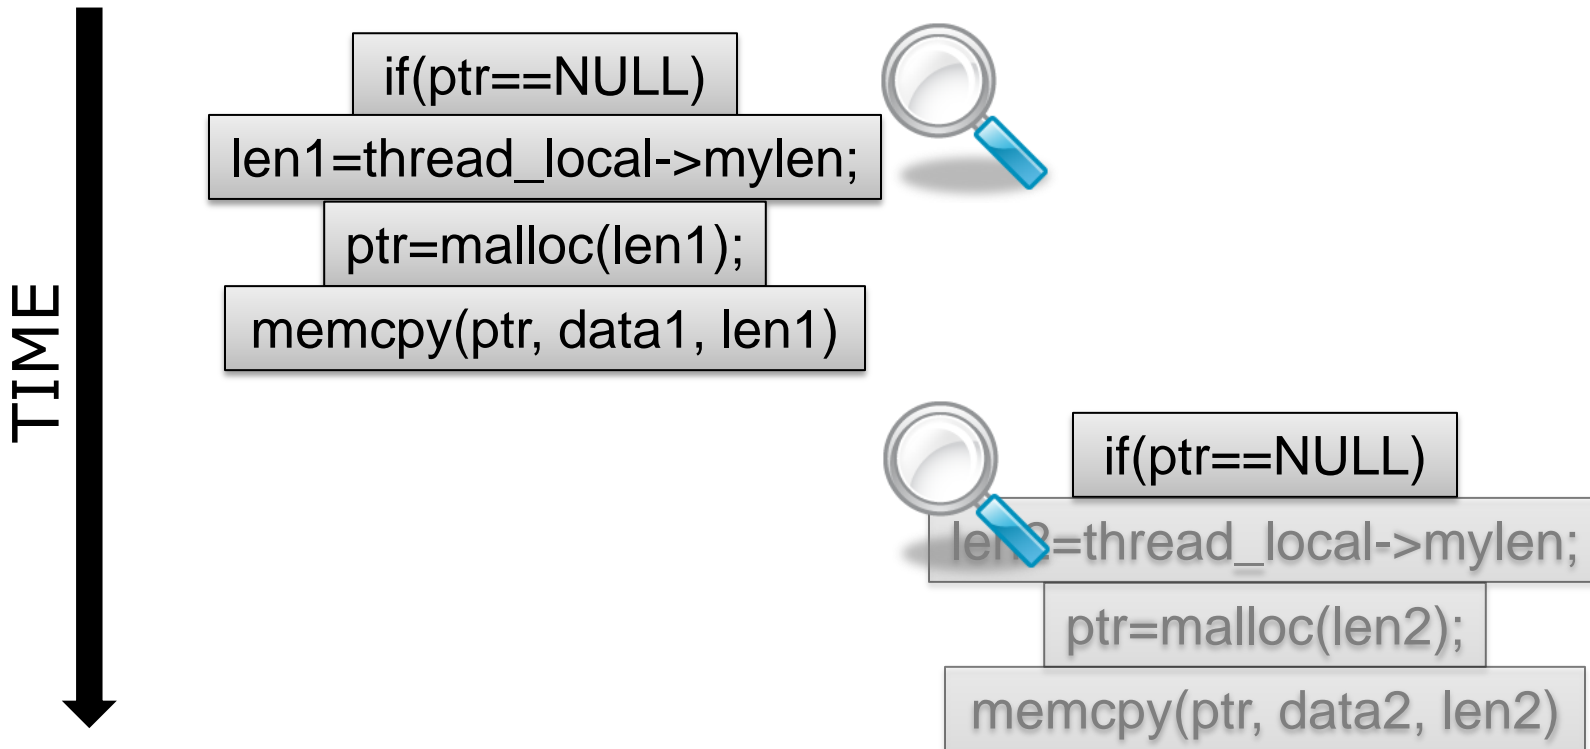 TIME
if(ptr==NULL)
len1=thread_local->mylen;
ptr=malloc(len1);
memcpy(ptr, data1, len1)
if(ptr==NULL)
len2=thread_local->mylen;
ptr=malloc(len2);
memcpy(ptr, data2, len2)